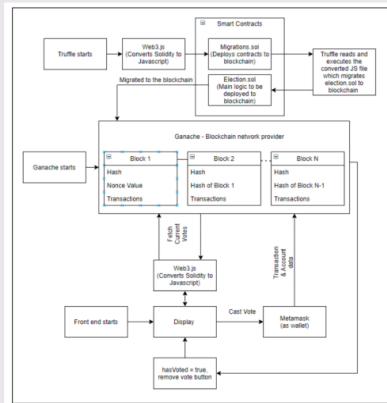 Smart Contracts
Truffle starts
Web3.js
(Converts Solidity to
Javascript)
Migrations.sol
(Deploys contracts to
blockchain)
Truffle reads and
executes the
converted JS file
which migrates
election.sol to
blockchain
Election.sol
(Main logic to be
deployed to
blockchain)
Migrated to the blockchain
Ganache - Blockchain network provider
Ganache starts
Block 1
Hash
Nonce Value
Transactions
Block 2
Hash
Hash of Block 1
Transactions
Block N
Hash
Hash of Block N-1
Transactions
Fetch
Current
Votes
Transaction
& Account
data
Web3.js
(Converts Solidity to
Javascript)
Front end starts
Display
Cast Vote
Metamask
(as wallet)
hasVoted = true,
remove vote button